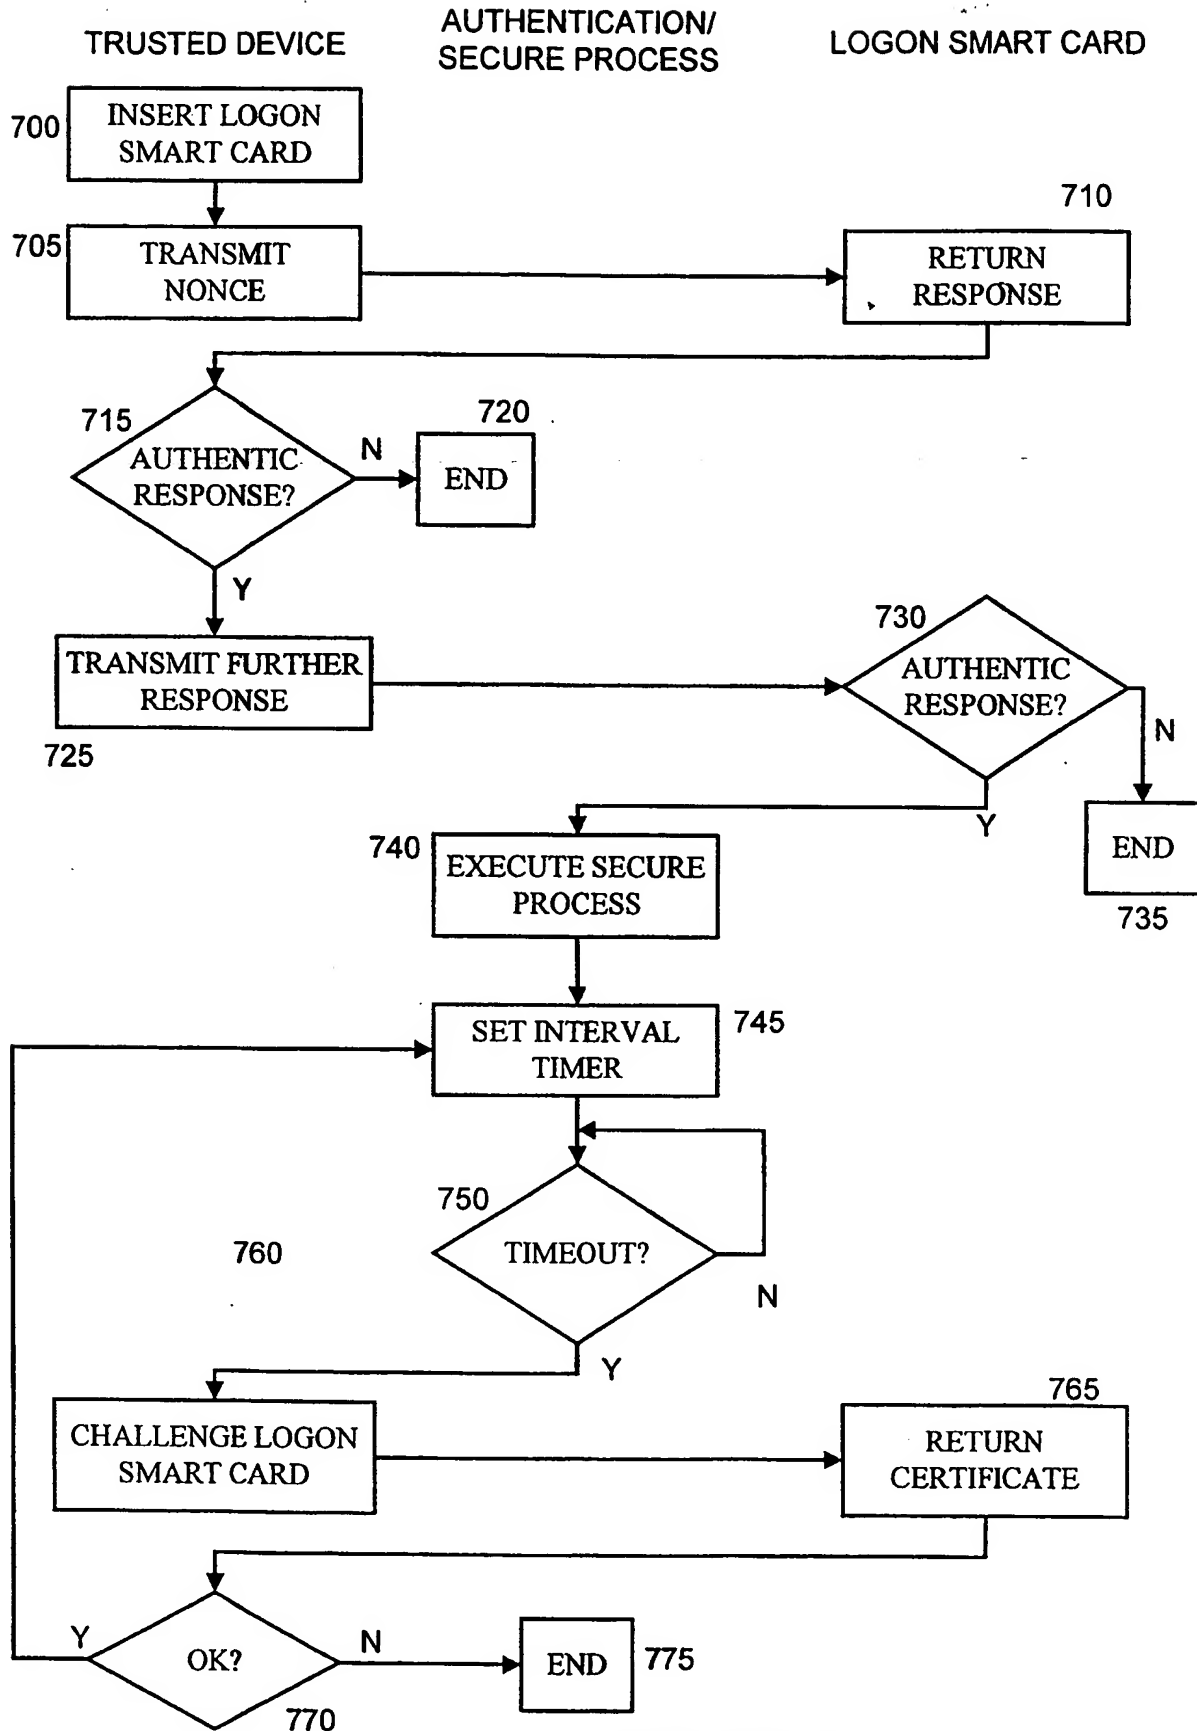 TRUSTED DEVICE
AUTHENTICATION/
SECURE PROCESS
LOGON SMART CARD
700
INSERT LOGON
SMART CARD
705
TRANSMIT
NONCE
710
RETURN
RESPONSE
715
AUTHENTIC
RESPONSE?
N
720
END
Y
TRANSMIT FURTHER
RESPONSE
725
730
AUTHENTIC
RESPONSE?
N
Y
END
735
740
EXECUTE SECURE
PROCESS
SET INTERVAL
TIMER
745
750
TIMEOUT?
N
760
Y
CHALLENGE LOGON
SMART CARD
765
RETURN
CERTIFICATE
Y
OK?
N
770
END
775